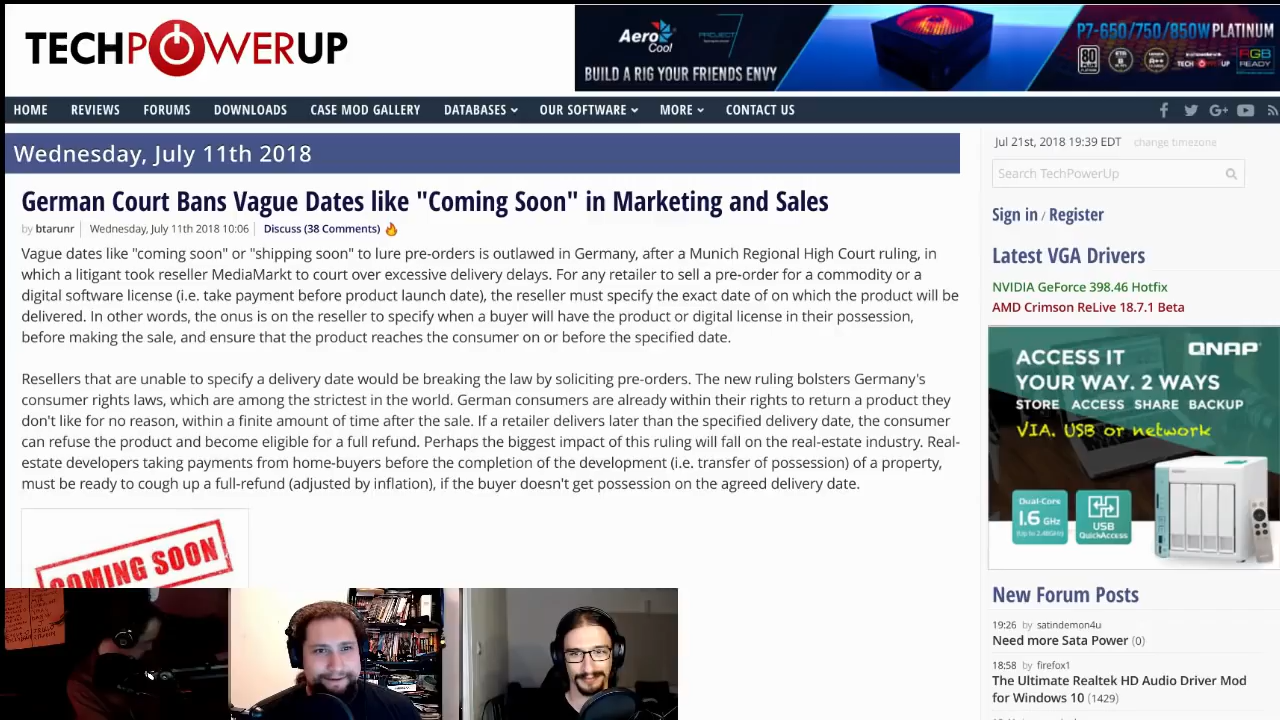 TECHPOWERUP
AeroCool
PROJECT
BUILD A RIG YOUR FRIENDS ENVY
P7-650/750/850W PLATINUM
80
RGB READY
HOME REVIEWS FORUMS DOWNLOADS CASE MOD GALLERY DATABASES OUR SOFTWARE MORE CONTACT US
Wednesday, July 11th 2018
German Court Bans Vague Dates like "Coming Soon" in Marketing and Sales
by btarunr Wednesday, July 11th 2018 10:06 Discuss (38 Comments)
Vague dates like "coming soon" or "shipping soon" to lure pre-orders is outlawed in Germany, after a Munich Regional High Court ruling, in
which a litigant took reseller MediaMarkt to court over excessive delivery delays. For any retailer to sell a pre-order for a commodity or a
digital software license (i.e. take payment before product launch date), the reseller must specify the exact date of on which the product will be
delivered. In other words, the onus is on the reseller to specify when a buyer will have the product or digital license in their possession,
before making the sale, and ensure that the product reaches the consumer on or before the specified date.
Resellers that are unable to specify a delivery date would be breaking the law by soliciting pre-orders. The new ruling bolsters Germany's
consumer rights laws, which are among the strictest in the world. German consumers are already within their rights to return a product they
don't like for no reason, within a finite amount of time after the sale. If a retailer delivers later than the specified delivery date, the consumer
can refuse the product and become eligible for a full refund. Perhaps the biggest impact of this ruling will fall on the real-estate industry. Real-
estate developers taking payments from home-buyers before the completion of the development (i.e. transfer of possession) of a property,
must be ready to cough up a full-refund (adjusted by inflation), if the buyer doesn't get possession on the agreed delivery date.
COMING SOON
Jul 21st, 2018 19:39 EDT change timezone
Search TechPowerUp
Sign in / Register
Latest VGA Drivers
NVIDIA GeForce 398.46 Hotfix
AMD Crimson ReLive 18.7.1 Beta
QNAP
ACCESS IT
YOUR WAY. 2 WAYS
STORE ACCESS SHARE BACKUP
VIA. USB or network
Dual-Core
1.6 GHz
(Up to 2.48GHz)
USB
QuickAccess
New Forum Posts
19:26 by satindemon4u
Need more Sata Power (0)
18:58 by firefox1
The Ultimate Realtek HD Audio Driver Mod
for Windows 10 (1429)